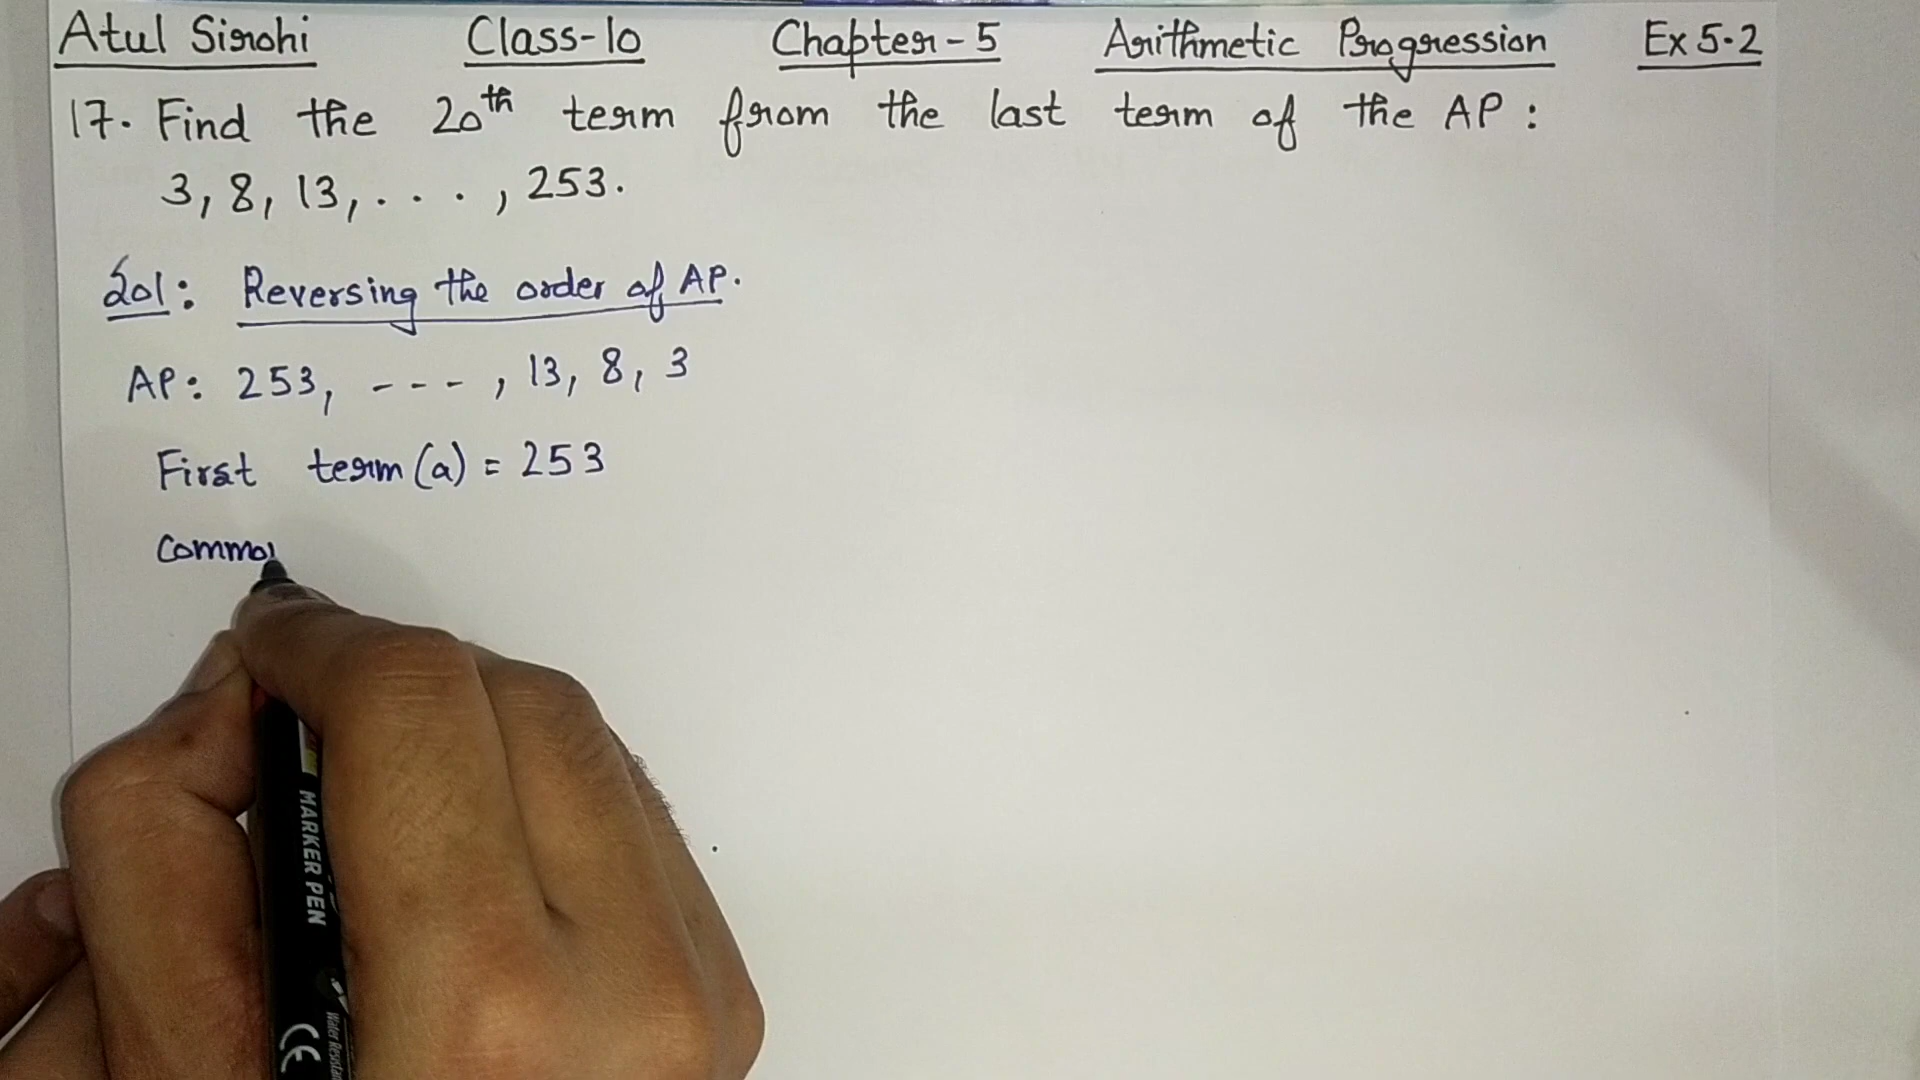 Atul Sirohi Class-10 Chapter-5 Arithmetic Progression Ex 5.2
17. Find the 20th term from the last term of the AP :
3, 8, 13, . . . , 253.
Sol: Reversing the order of AP.
AP: 253, - - - , 13, 8, 3
First term (a) = 253
Commo
MARKER PEN
CE